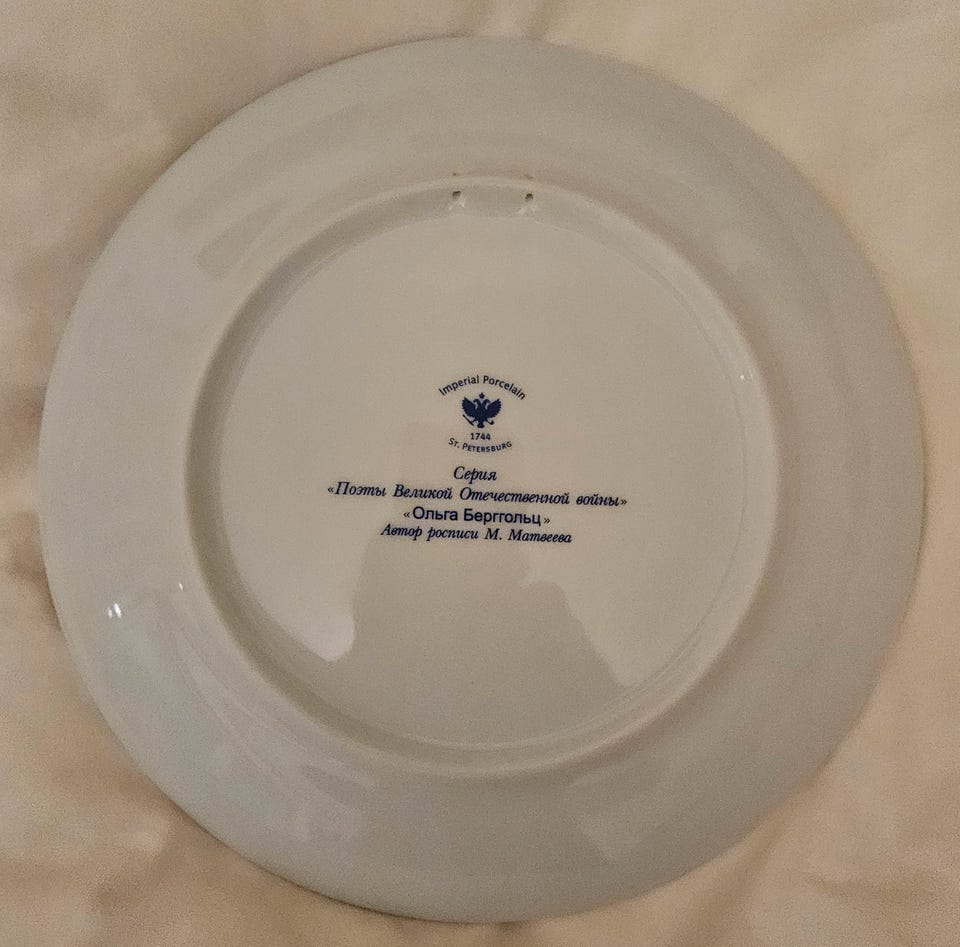 Imperial Porcelain
1744
ST. PETERSBURG
Серия
«Поэты Великой Отечественной войны»
«Ольга Берггольц»
Автор росписи М. Матвеева